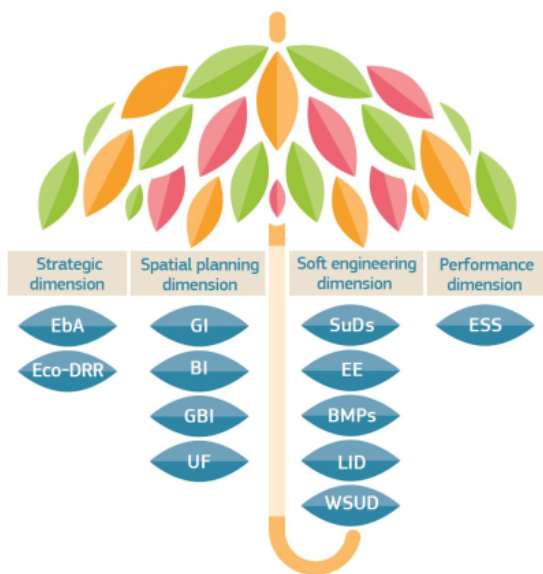 Strategic
dimension
EbA
Eco-DRR
Spatial planning
dimension
GI
BI
GBI
UF
Soft engineering
dimension
SuDs
EE
BMPs
LID
WSUD
Performance
dimension
ESS